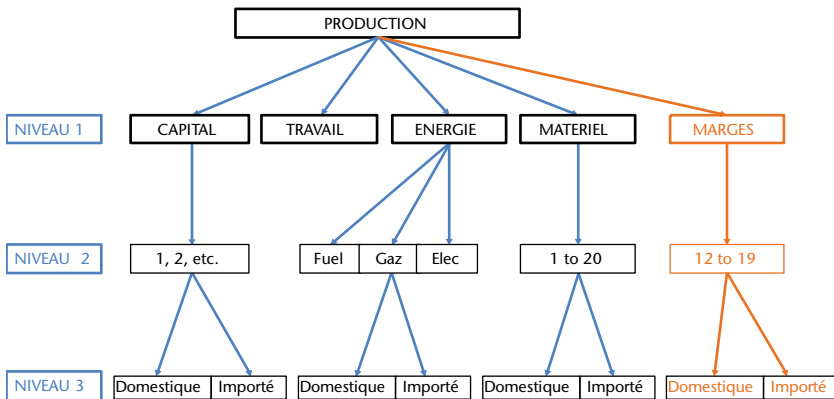 PRODUCTION
NIVEAU 1
CAPITAL
TRAVAIL
ENERGIE
MATERIEL
MARGES
NIVEAU 2
1, 2, etc.
Fuel
Gaz
Elec
1 to 20
12 to 19
NIVEAU 3
Domestique
Importé
Domestique
Importé
Domestique
Importé
Domestique
Importé